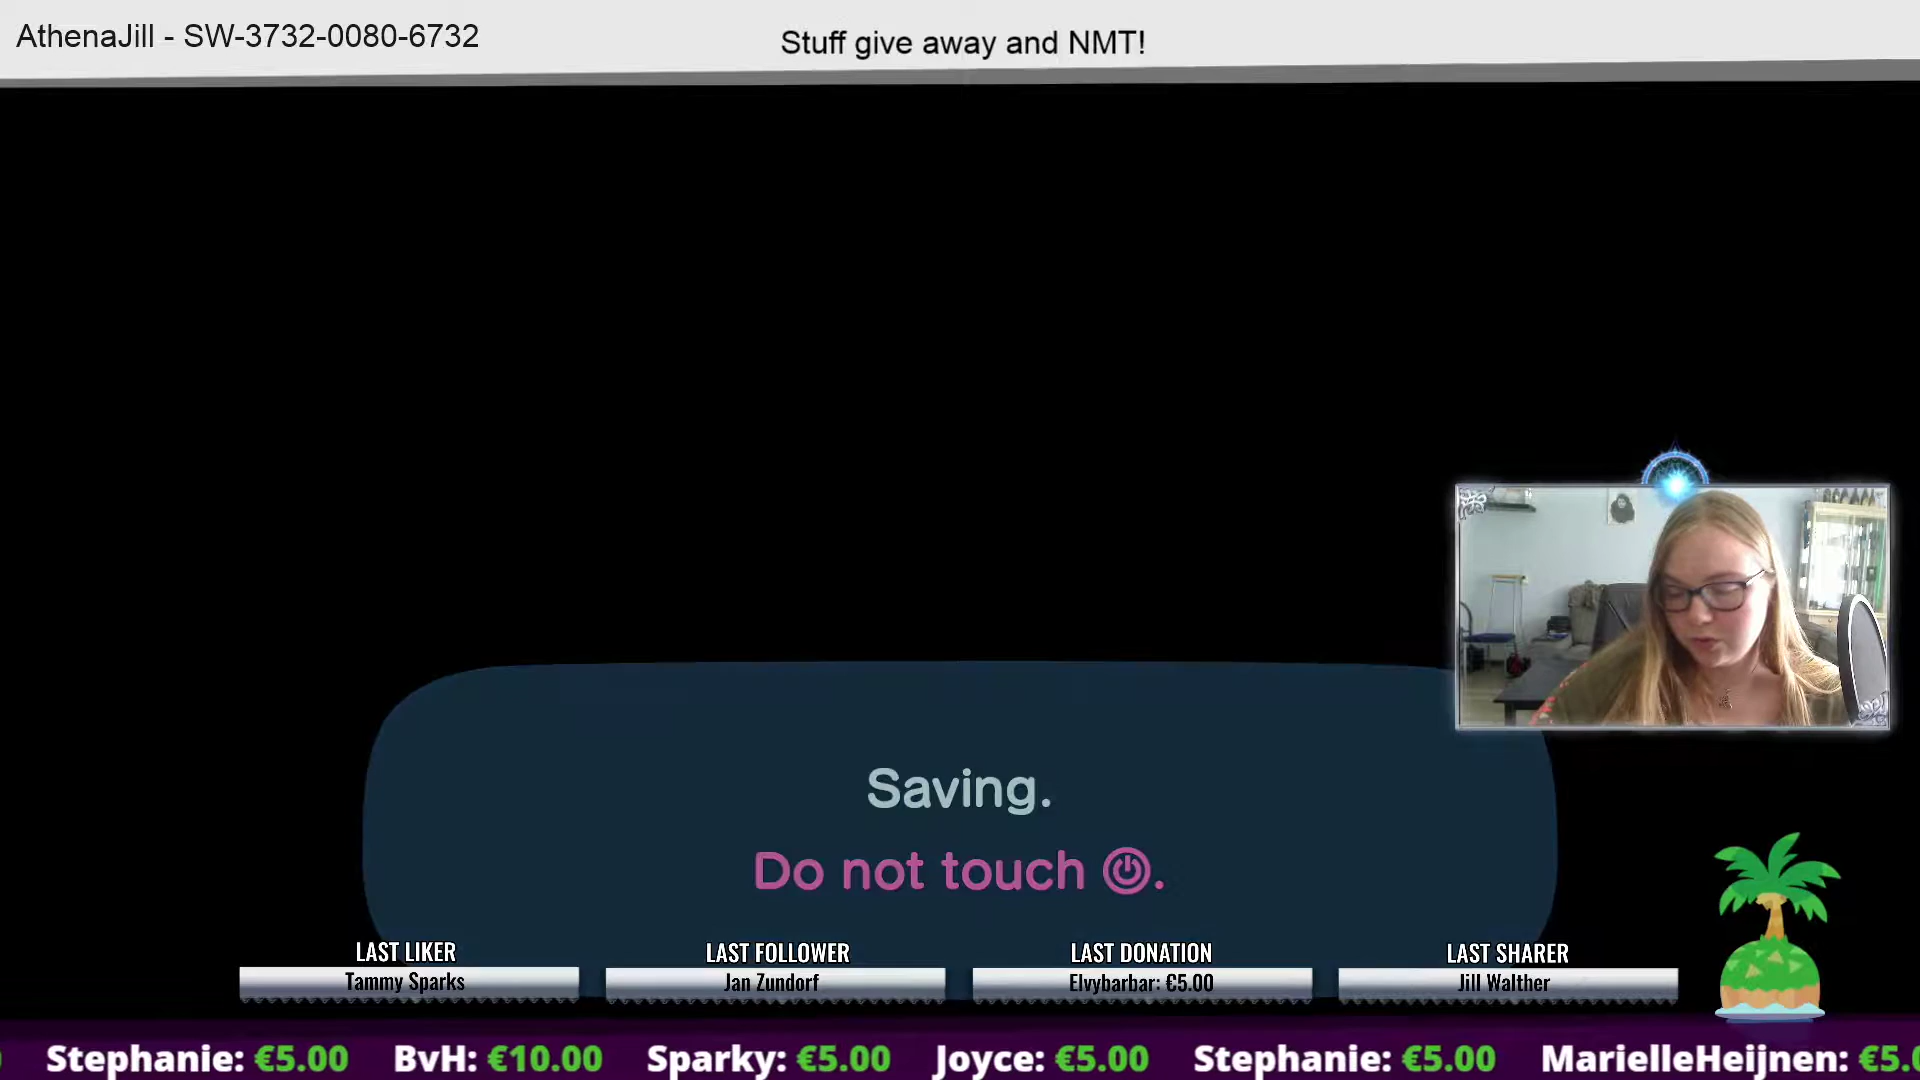 AthenaJill - SW-3732-0080-6732
Stuff give away and NMT!
Saving.
Do not touch ⏻.
LAST LIKER
Tammy Sparks
LAST FOLLOWER
Jan Zundorf
LAST DONATION
Elvybarbar: €5.00
LAST SHARER
Jill Walther
Stephanie: €5.00 BvH: €10.00 Sparky: €5.00 Joyce: €5.00 Stephanie: €5.00 MarielleHeijnen: €5.0